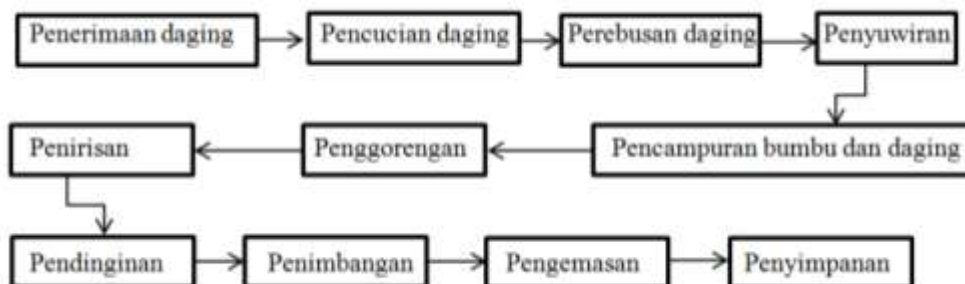 Penerimaan daging
Pencucian daging
Perebusan daging
Penyuwiran
Pencampuran bumbu dan daging
Penggorengan
Penirisan
Pendinginan
Penimbangan
Pengemasan
Penyimpanan